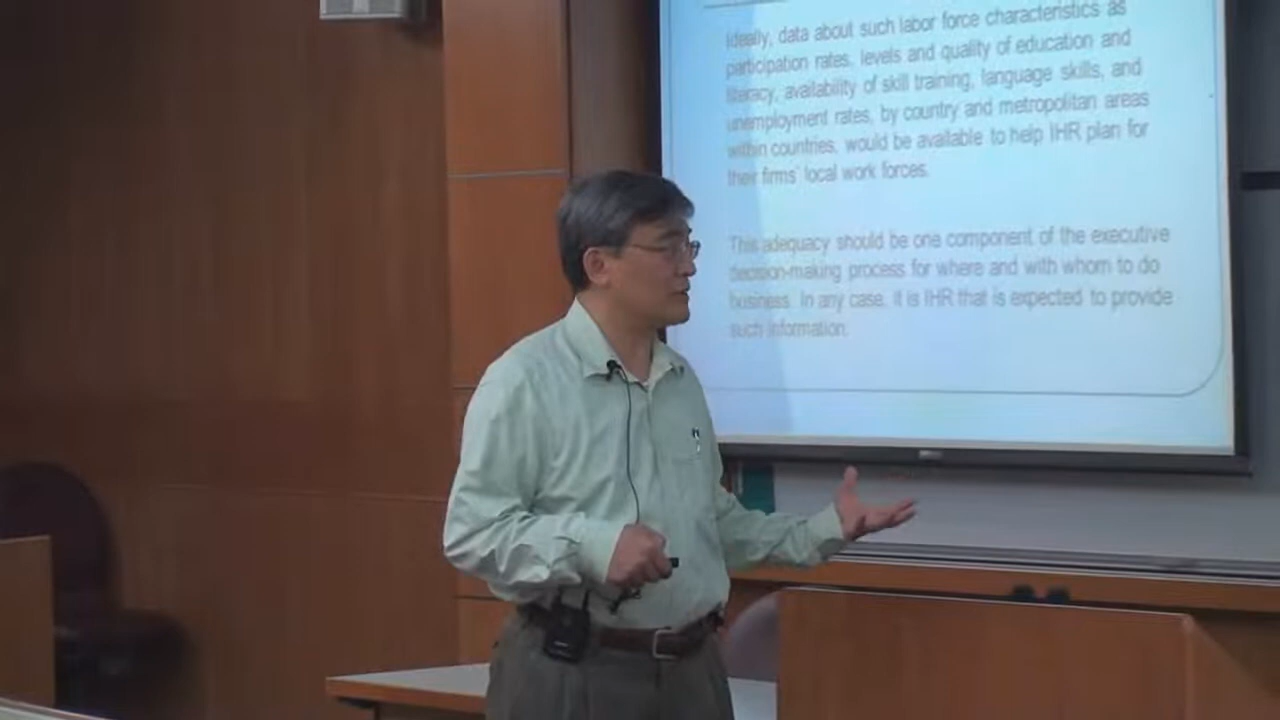 Ideally, data about such labor force characteristics as
participation rates, levels and quality of education and
literacy, availability of skill training, language skills, and
unemployment rates, by country and metropolitan areas
within countries, would be available to help IHR plan for
their firms' local work forces.
This adequacy should be one component of the executive
decision-making process for where and with whom to do
business. In any case, it is IHR that is expected to provide
such information.